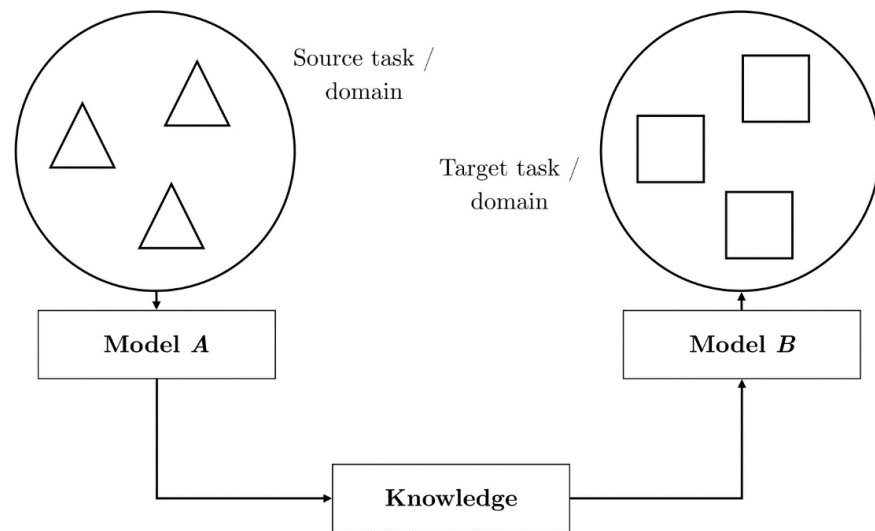 Source task /
domain
Target task /
domain
Model A
Model B
Knowledge